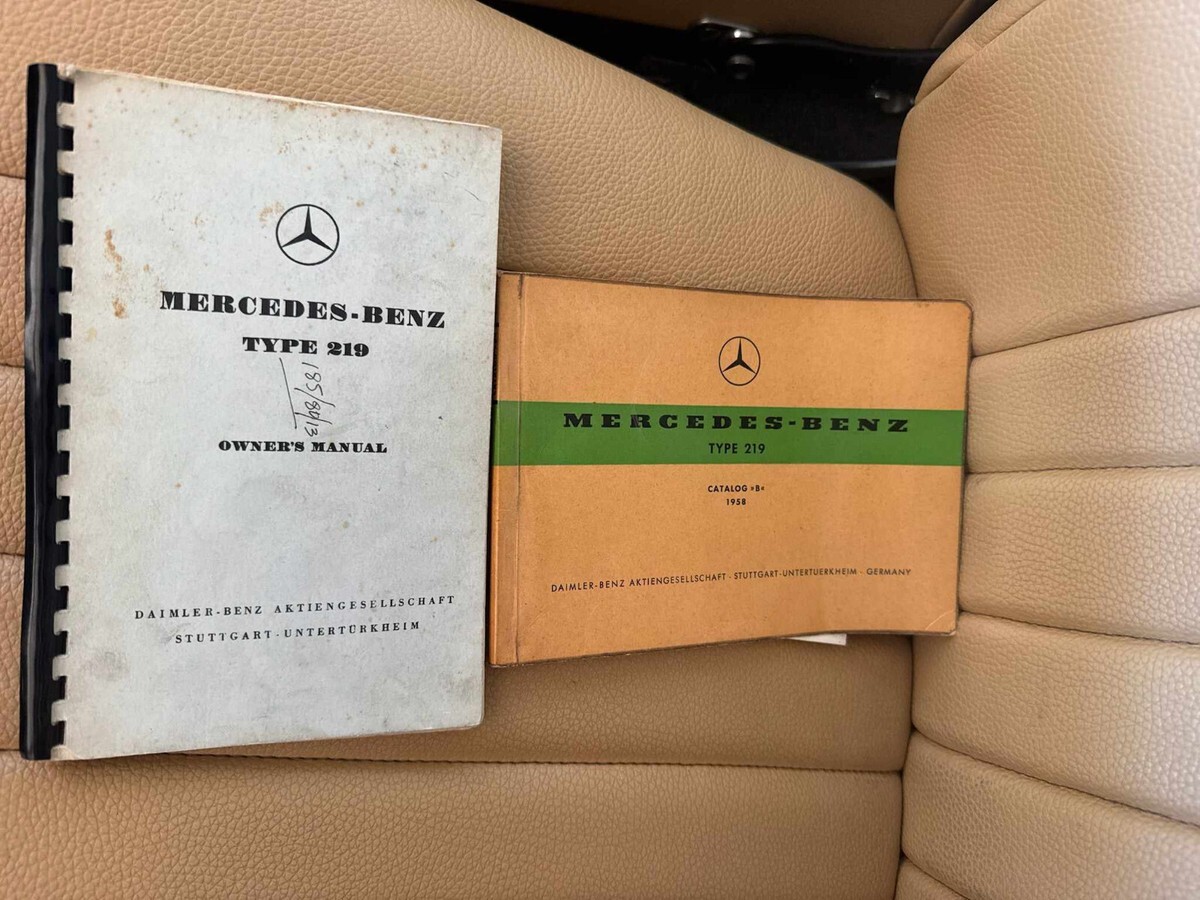 MERCEDES-BENZ
TYPE 219
OWNER'S MANUAL
DAIMLER-BENZ AKTIENGESELLSCHAFT
STUTTGART-UNTERTÜRKHEIM
MERCEDES-BENZ
TYPE 219
CATALOG »B«
1958
DAIMLER-BENZ AKTIENGESELLSCHAFT · STUTTGART-UNTERTUERKHEIM · GERMANY